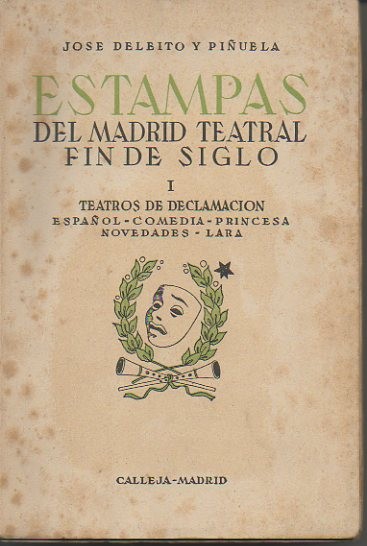 JOSE DELEITO Y PIÑUELA
ESTAMPAS
DEL MADRID TEATRAL
FIN DE SIGLO
I
TEATROS DE DECLAMACION
ESPAÑOL-COMEDIA-PRINCESA
NOVEDADES-LARA
CALLEJA-MADRID